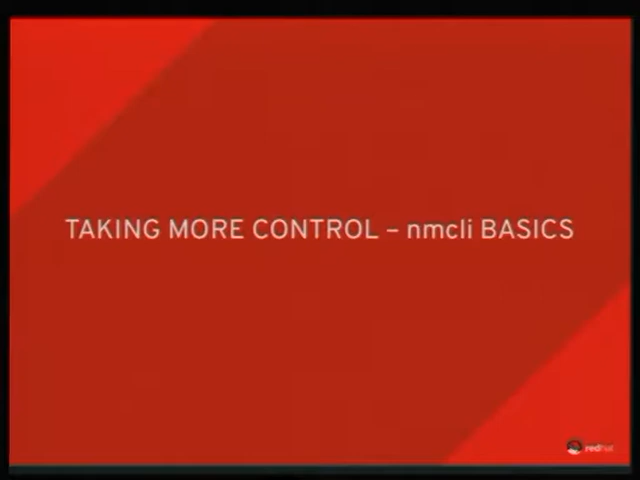 TAKING MORE CONTROL – nmcli BASICS
redhat